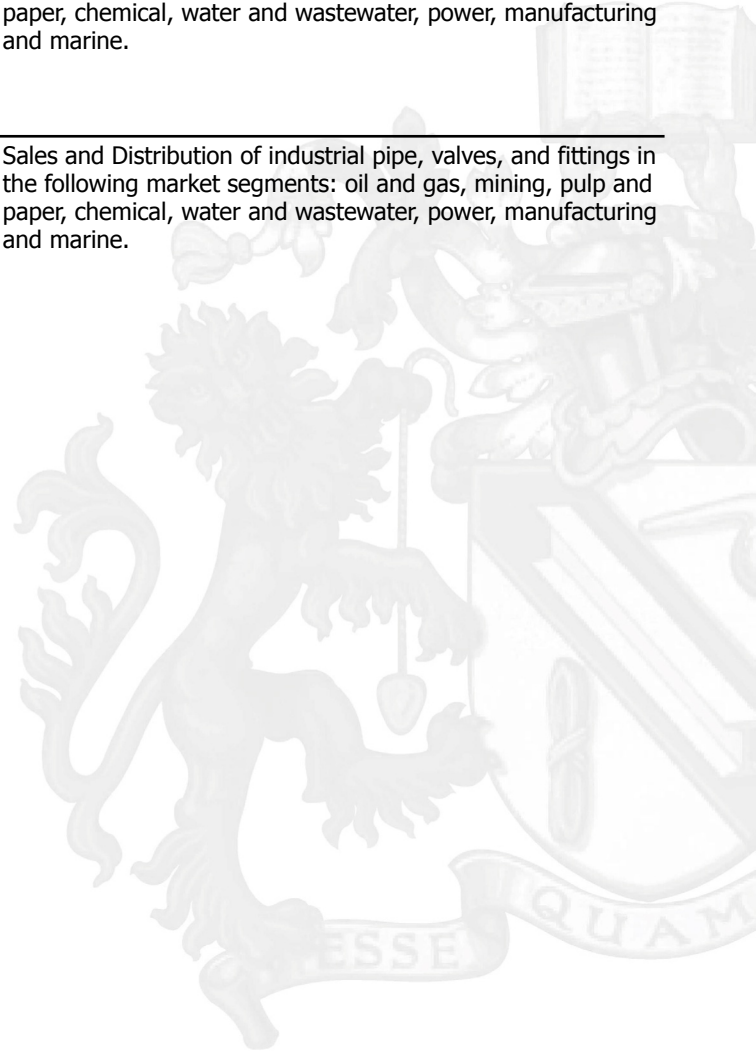 paper, chemical, water and wastewater, power, manufacturing
and marine.
Sales and Distribution of industrial pipe, valves, and fittings in
the following market segments: oil and gas, mining, pulp and
paper, chemical, water and wastewater, power, manufacturing
and marine.
ESSE QUAM